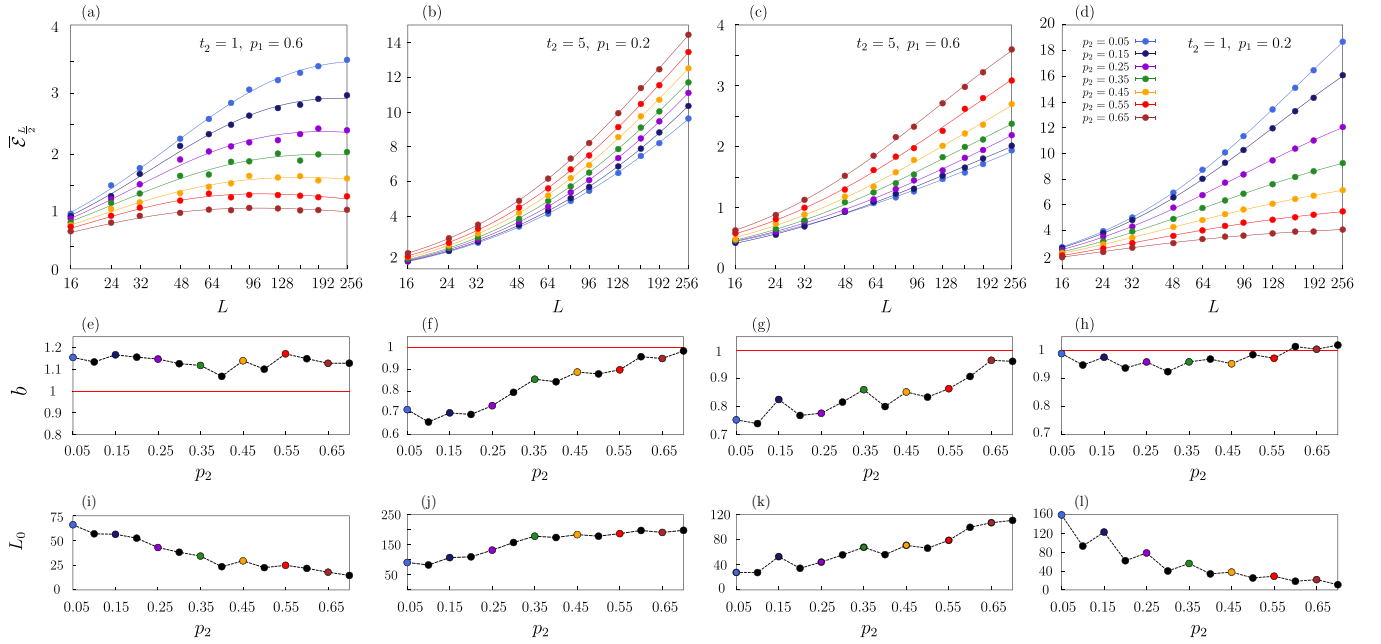 (a) (b) (c) (d)
4 3 2 1 0
$\overline{\mathcal{E}}_{\frac{L}{2}}$
t₂ = 1, p₁ = 0.6
16 24 32 48 64 96 128 192 256
L
14 12 10 8 6 4 2
t₂ = 5, p₁ = 0.2
16 24 32 48 64 96 128 192 256
L
4 3 2 1 0
t₂ = 5, p₁ = 0.6
16 24 32 48 64 96 128 192 256
L
20 18 16 14 12 10 8 6 4 2
p₂ = 0.05
p₂ = 0.15
p₂ = 0.25
p₂ = 0.35
p₂ = 0.45
p₂ = 0.55
p₂ = 0.65
t₂ = 1, p₁ = 0.2
16 24 32 48 64 96 128 192 256
L
(e) (f) (g) (h)
b
1.2 1.1 1 0.9 0.8
0.05 0.15 0.25 0.35 0.45 0.55 0.65
p₂
1 0.9 0.8 0.7 0.6
0.05 0.15 0.25 0.35 0.45 0.55 0.65
p₂
1 0.9 0.8 0.7
0.05 0.15 0.25 0.35 0.45 0.55 0.65
p₂
1 0.9 0.8 0.7
0.05 0.15 0.25 0.35 0.45 0.55 0.65
p₂
(i) (j) (k) (l)
L₀
75 50 25 0
0.05 0.15 0.25 0.35 0.45 0.55 0.65
p₂
250 150 50
0.05 0.15 0.25 0.35 0.45 0.55 0.65
p₂
120 80 40 0
0.05 0.15 0.25 0.35 0.45 0.55 0.65
p₂
160 120 80 40 0
0.05 0.15 0.25 0.35 0.45 0.55 0.65
p₂